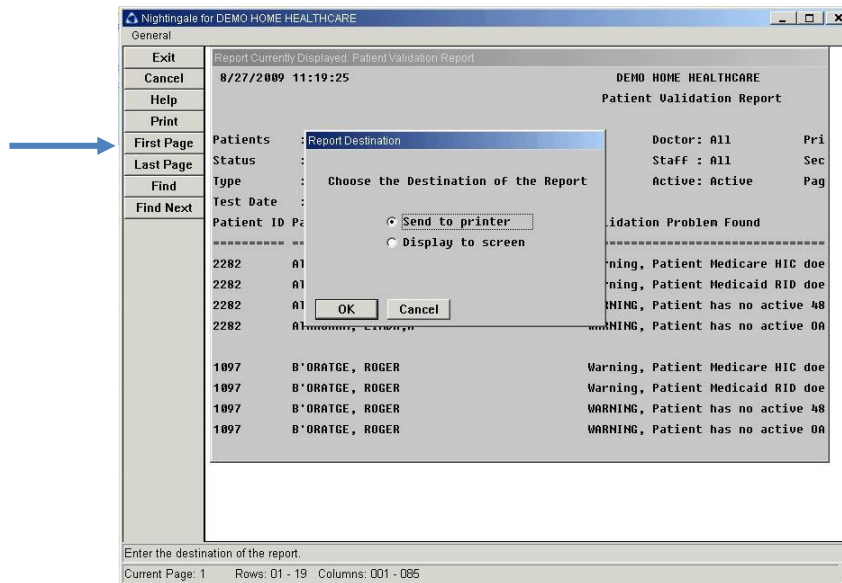 Nightingale for DEMO HOME HEALTHCARE
General
Exit
Cancel
Help
Print
First Page
Last Page
Find
Find Next
Report Currently Displayed: Patient Validation Report
8/27/2009 11:19:25 DEMO HOME HEALTHCARE
Patient Validation Report
Patients : Doctor: All Pri
Status : Staff : All Sec
Type : Active: Active Pag
Test Date :
Patient ID Pa lidation Problem Found
Report Destination
Choose the Destination of the Report
Send to printer
Display to screen
OK Cancel
2282 rning, Patient Medicare HIC doe
2282 rning, Patient Medicaid RID doe
2282 Patient has no active 48
2282 Patient has no active OA
1097 B'ORATGE, ROGER Warning, Patient Medicare HIC doe
1097 B'ORATGE, ROGER Warning, Patient Medicaid RID doe
1097 B'ORATGE, ROGER WARNING, Patient has no active 48
1097 B'ORATGE, ROGER WARNING, Patient has no active OA
Enter the destination of the report.
Current Page: 1 Rows: 01 - 19 Columns: 001 - 085